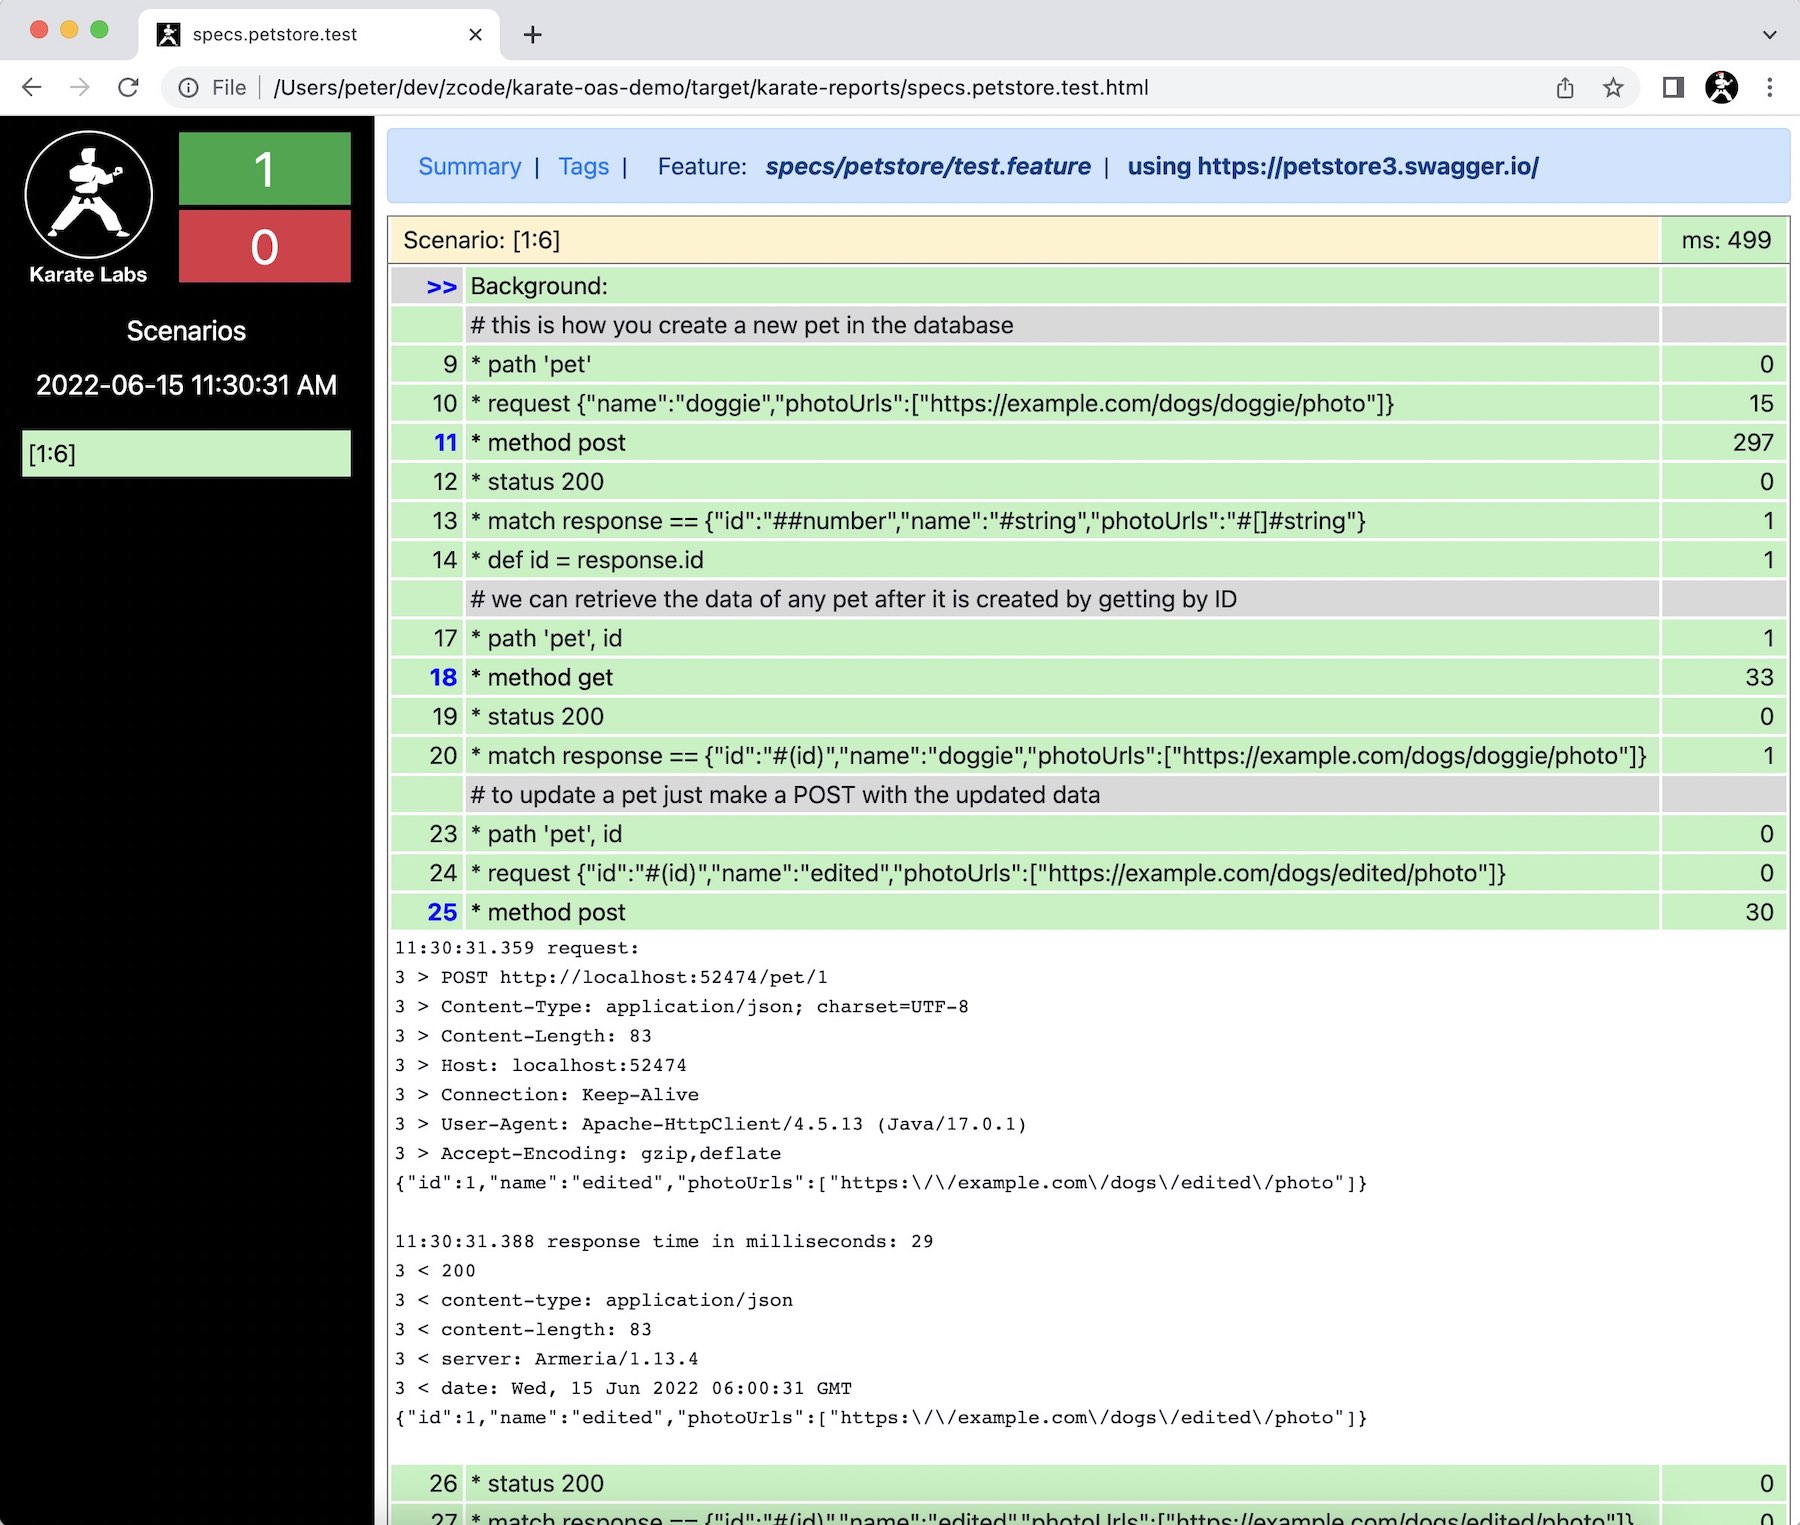 specs.petstore.test
File | /Users/peter/dev/zcode/karate-oas-demo/target/karate-reports/specs.petstore.test.html
Karate Labs
1
0
Scenarios
2022-06-15 11:30:31 AM
[1:6]
Summary | Tags | Feature: specs/petstore/test.feature | using https://petstore3.swagger.io/
Scenario: [1:6] ms: 499
>> Background:
# this is how you create a new pet in the database
9 * path 'pet' 0
10 * request {"name":"doggie","photoUrls":["https://example.com/dogs/doggie/photo"]} 15
11 * method post 297
12 * status 200 0
13 * match response == {"id":"##number","name":"#string","photoUrls":"#[]#string"} 1
14 * def id = response.id 1
# we can retrieve the data of any pet after it is created by getting by ID
17 * path 'pet', id 1
18 * method get 33
19 * status 200 0
20 * match response == {"id":"#(id)","name":"doggie","photoUrls":["https://example.com/dogs/doggie/photo"]} 1
# to update a pet just make a POST with the updated data
23 * path 'pet', id 0
24 * request {"id":"#(id)","name":"edited","photoUrls":["https://example.com/dogs/edited/photo"]} 0
25 * method post 30
11:30:31.359 request:
3 > POST http://localhost:52474/pet/1
3 > Content-Type: application/json; charset=UTF-8
3 > Content-Length: 83
3 > Host: localhost:52474
3 > Connection: Keep-Alive
3 > User-Agent: Apache-HttpClient/4.5.13 (Java/17.0.1)
3 > Accept-Encoding: gzip,deflate
{"id":1,"name":"edited","photoUrls":["https:\/\/example.com\/dogs\/edited\/photo"]}
11:30:31.388 response time in milliseconds: 29
3 < 200
3 < content-type: application/json
3 < content-length: 83
3 < server: Armeria/1.13.4
3 < date: Wed, 15 Jun 2022 06:00:31 GMT
{"id":1,"name":"edited","photoUrls":["https:\/\/example.com\/dogs\/edited\/photo"]}
26 * status 200 0
27 * match response == {"id":"#(id)","name":"edited","photoUrls":["https://example.com/dogs/edited/photo"]} 0